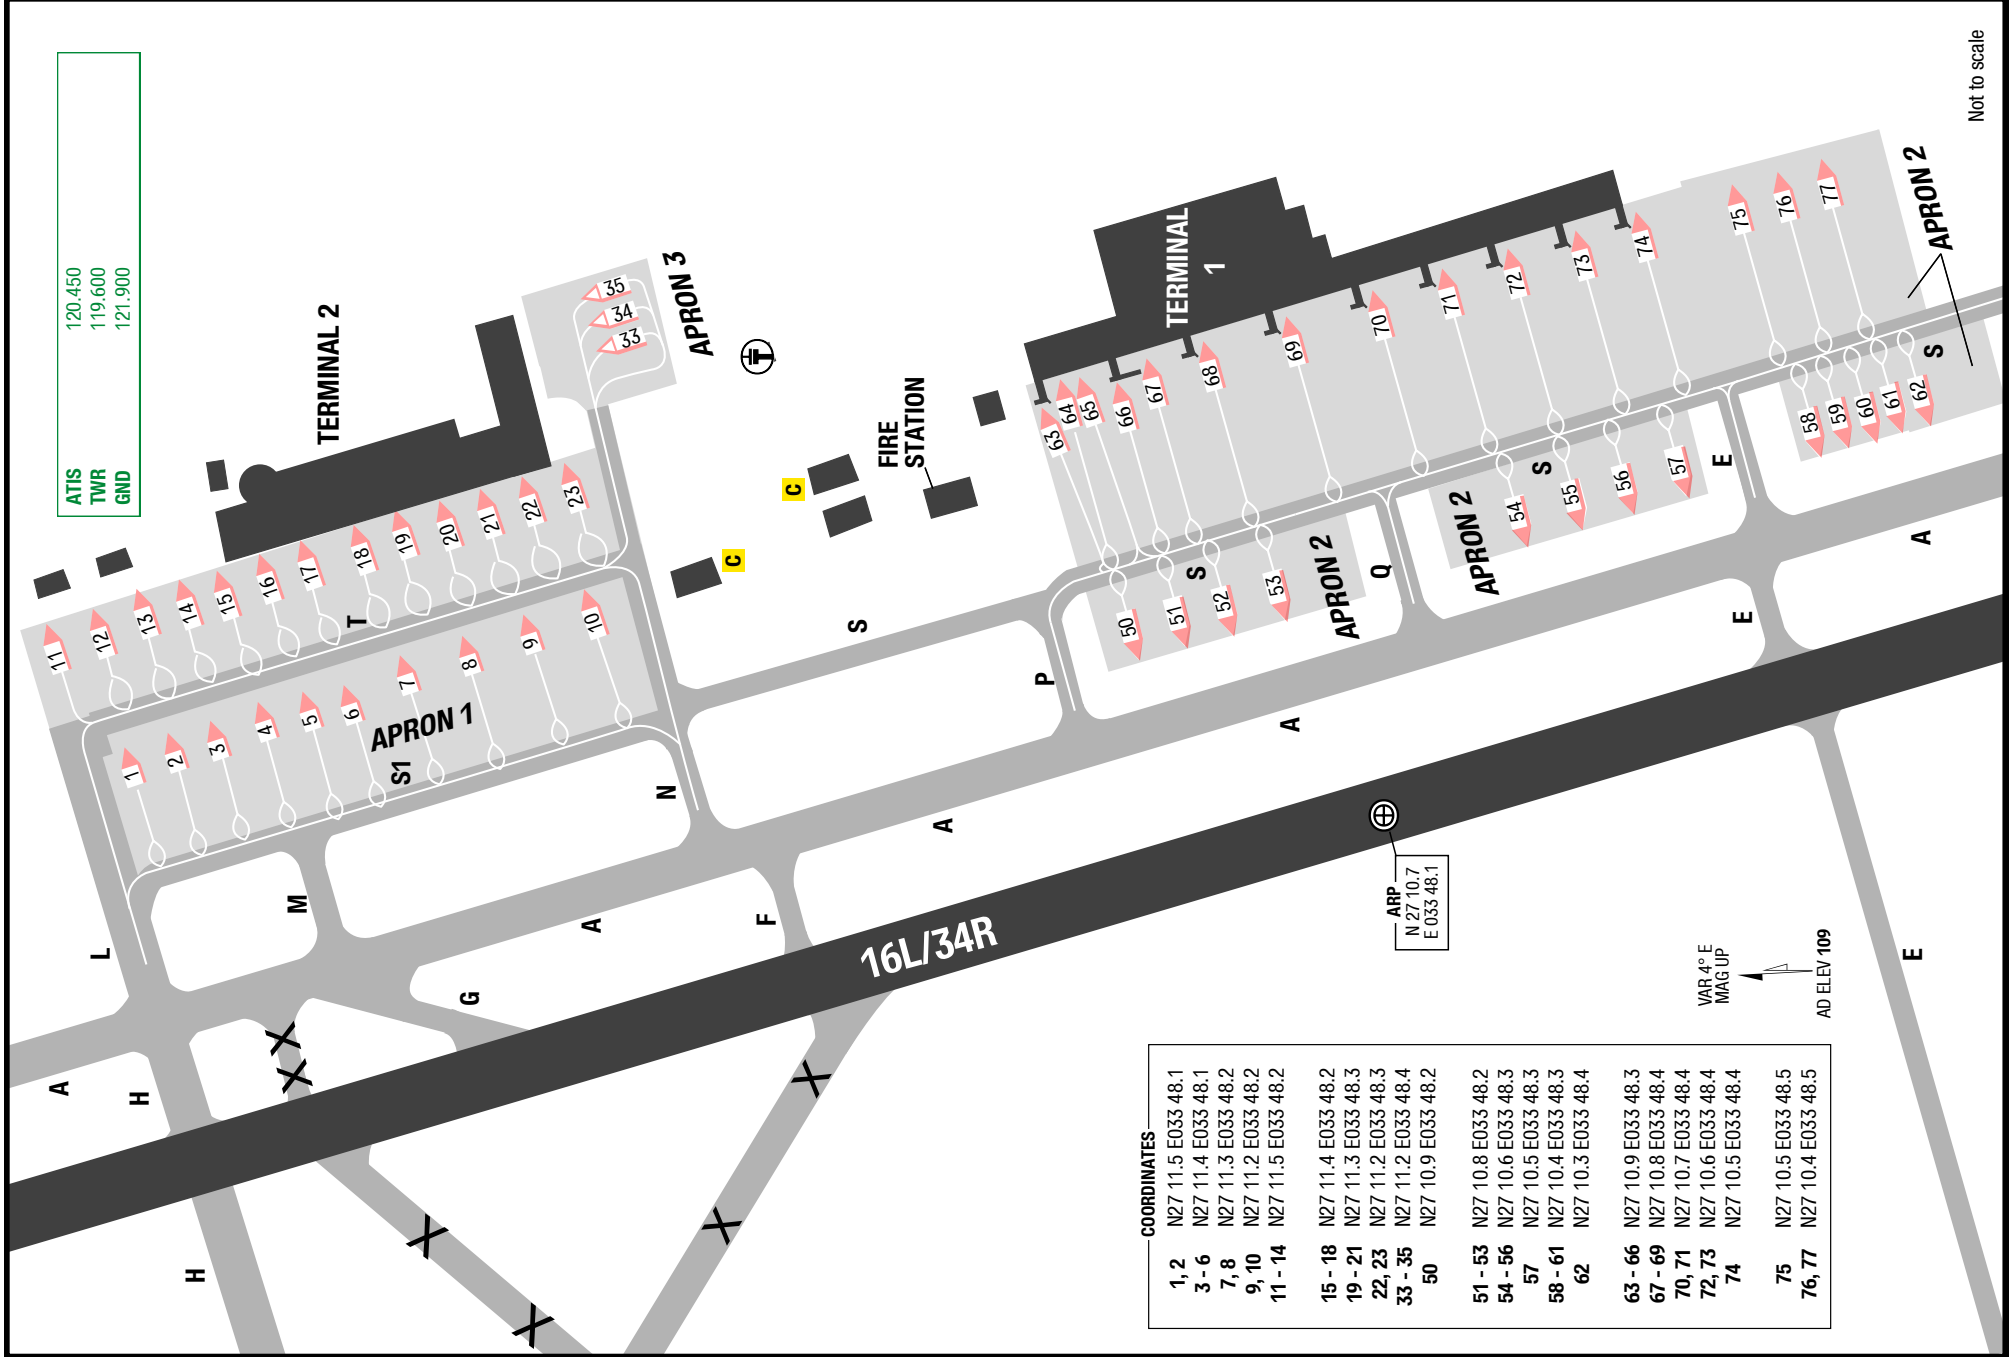 ATIS 120.450
TWR 119.600
GND 121.900
TERMINAL 2
APRON 3
35
34
33
C
C
FIRE
STATION
TERMINAL
1
APRON 2
Not to scale
11
12
13
14
15
16
17
18
19
20
21
22
23
T
1
2
3
4
5
6
7
8
9
10
APRON 1
S1
63
64
65
66
67
68
69
70
71
72
73
74
75
76
77
50
51
52
53
54
55
56
57
58
59
60
61
62
S
S
S
S
APRON 2
APRON 2
P
Q
E
E
E
L
M
N
A
A
A
A
A
F
G
H
H
16L/34R
X
X
X
X
X
X
ARP
N 27 10.7
E 033 48.1
VAR 4° E
MAG UP
AD ELEV 109
COORDINATES
1, 2 N27 11.5 E033 48.1
3 - 6 N27 11.4 E033 48.1
7, 8 N27 11.3 E033 48.2
9, 10 N27 11.2 E033 48.2
11 - 14 N27 11.5 E033 48.2
15 - 18 N27 11.4 E033 48.2
19 - 21 N27 11.3 E033 48.3
22, 23 N27 11.2 E033 48.3
33 - 35 N27 11.2 E033 48.4
50 N27 10.9 E033 48.2
51 - 53 N27 10.8 E033 48.2
54 - 56 N27 10.6 E033 48.3
57 N27 10.5 E033 48.3
58 - 61 N27 10.4 E033 48.3
62 N27 10.3 E033 48.4
63 - 66 N27 10.9 E033 48.3
67 - 69 N27 10.8 E033 48.4
70, 71 N27 10.7 E033 48.4
72, 73 N27 10.6 E033 48.4
74 N27 10.5 E033 48.4
75 N27 10.5 E033 48.5
76, 77 N27 10.4 E033 48.5